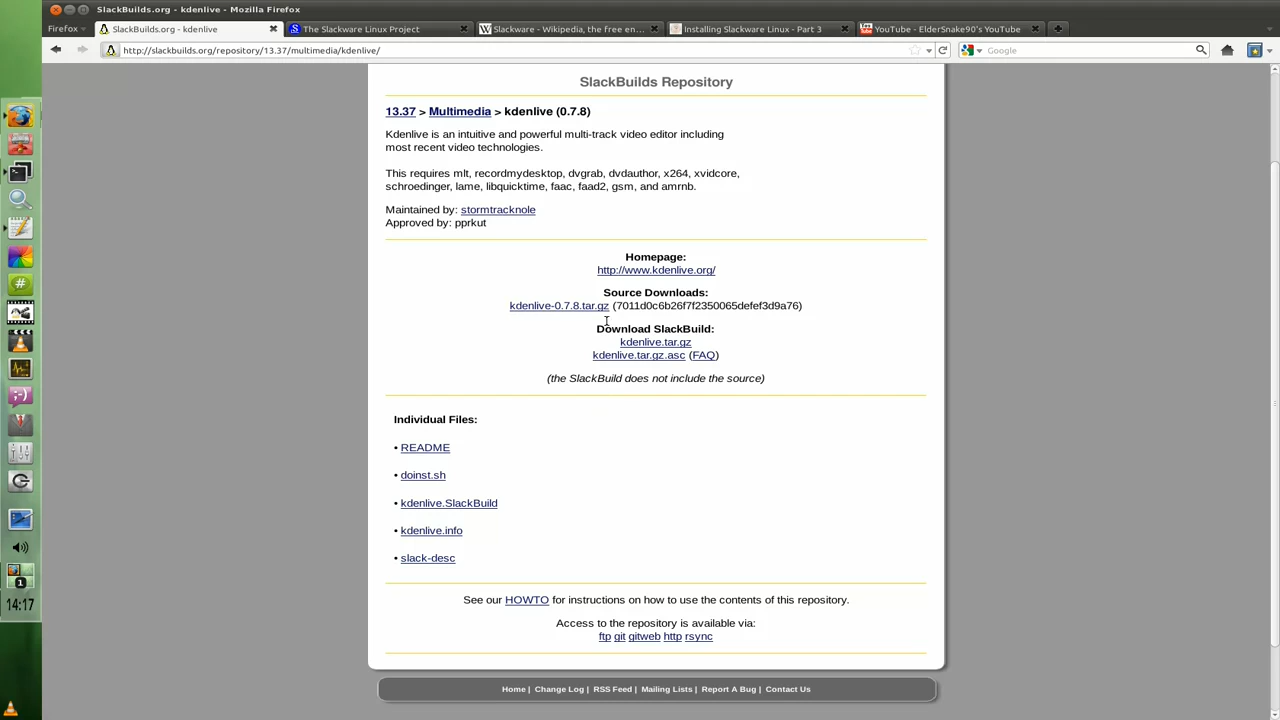 SlackBuilds.org - kdenlive - Mozilla Firefox
Firefox
SlackBuilds.org - kdenlive
The Slackware Linux Project
Slackware - Wikipedia, the free en...
Installing Slackware Linux - Part 3
YouTube - ElderSnake90's YouTube
http://slackbuilds.org/repository/13.37/multimedia/kdenlive/
Google
SlackBuilds Repository
13.37 > Multimedia > kdenlive (0.7.8)
Kdenlive is an intuitive and powerful multi-track video editor including
most recent video technologies.
This requires mlt, recordmydesktop, dvgrab, dvdauthor, x264, xvidcore,
schroedinger, lame, libquicktime, faac, faad2, gsm, and amrnb.
Maintained by: stormtracknole
Approved by: pprkut
Homepage:
http://www.kdenlive.org/
Source Downloads:
kdenlive-0.7.8.tar.gz (7011d0c6b26f7f2350065defef3d9a76)
Download SlackBuild:
kdenlive.tar.gz
kdenlive.tar.gz.asc (FAQ)
(the SlackBuild does not include the source)
Individual Files:
• README
• doinst.sh
• kdenlive.SlackBuild
• kdenlive.info
• slack-desc
See our HOWTO for instructions on how to use the contents of this repository.
Access to the repository is available via:
ftp git gitweb http rsync
Home | Change Log | RSS Feed | Mailing Lists | Report A Bug | Contact Us
1
14:17